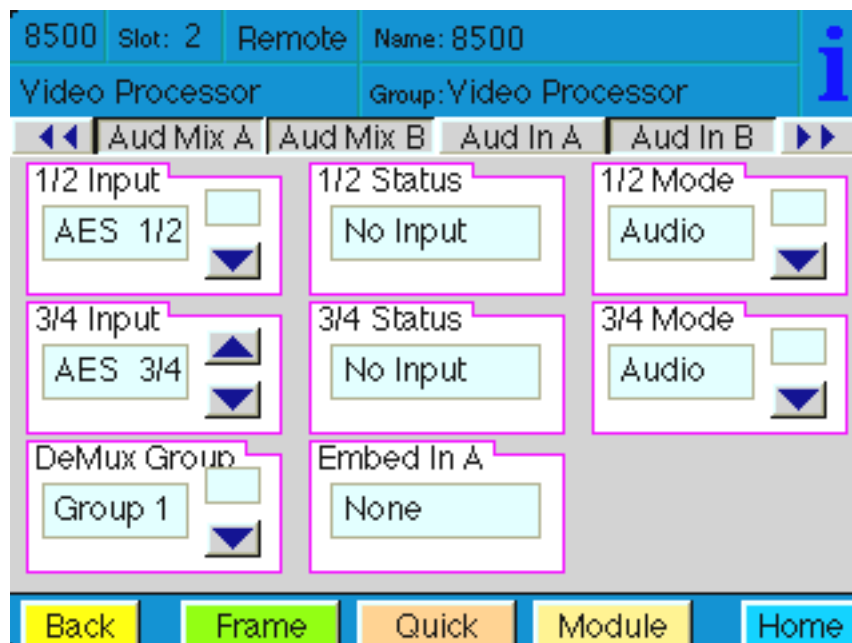 8500 Slot: 2 Remote Name: 8500
Video Processor Group: Video Processor
i
Aud Mix A Aud Mix B Aud In A Aud In B
1/2 Input 1/2 Status 1/2 Mode
AES 1/2 No Input Audio
3/4 Input 3/4 Status 3/4 Mode
AES 3/4 No Input Audio
DeMux Group Embed In A
Group 1 None
Back Frame Quick Module Home